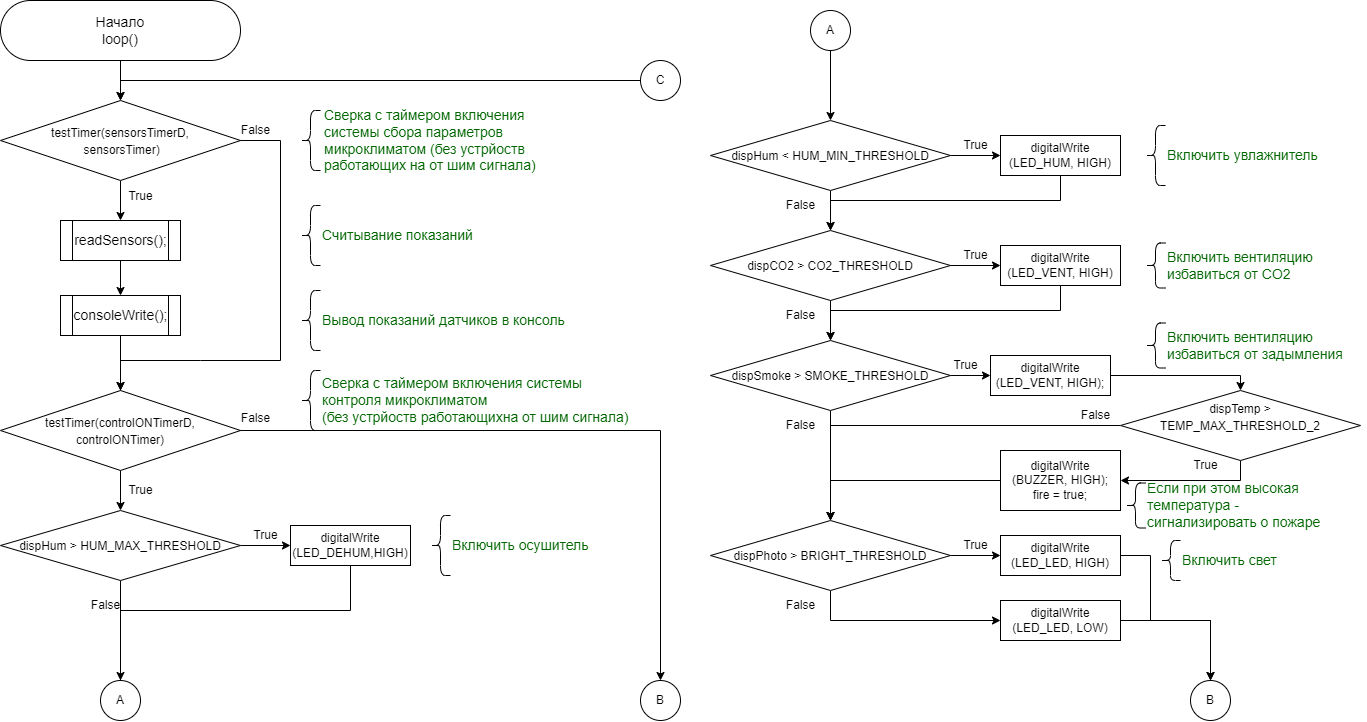 Начало
loop()
C
testTimer(sensorsTimerD,
sensorsTimer)
False
True
Сверка с таймером включения
системы сбора параметров
микроклиматом (без устрйоств
работающих на от шим сигнала)
readSensors();
Считывание показаний
consoleWrite();
Вывод показаний датчиков в консоль
testTimer(controlONTimerD,
controlONTimer)
False
True
Сверка с таймером включения системы
контроля микроклиматом
(без устрйоств работающихна от шим сигнала)
dispHum > HUM_MAX_THRESHOLD
True
False
digitalWrite
(LED_DEHUM,HIGH)
Включить осушитель
A
B
A
dispHum < HUM_MIN_THRESHOLD
True
False
digitalWrite
(LED_HUM, HIGH)
Включить увлажнитель
dispCO2 > CO2_THRESHOLD
True
False
digitalWrite
(LED_VENT, HIGH)
Включить вентиляцию
избавиться от CO2
dispSmoke > SMOKE_THRESHOLD
True
False
digitalWrite
(LED_VENT, HIGH);
Включить вентиляцию
избавиться от задымления
dispTemp >
TEMP_MAX_THRESHOLD_2
False
True
digitalWrite
(BUZZER, HIGH);
fire = true;
Если при этом высокая
температура -
сигнализировать о пожаре
dispPhoto > BRIGHT_THRESHOLD
True
False
digitalWrite
(LED_LED, HIGH)
Включить свет
digitalWrite
(LED_LED, LOW)
B